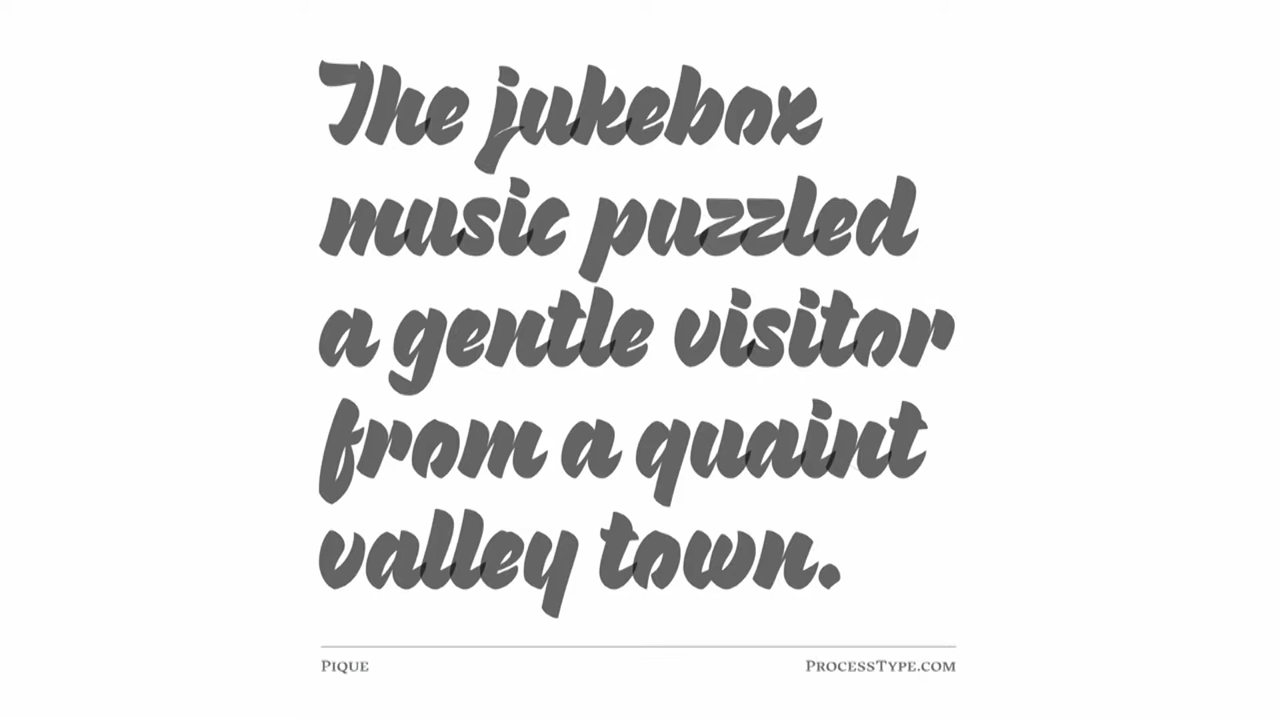 The jukebox
music puzzled
a gentle visitor
from a quaint
valley town.
Pique
ProcessType.com